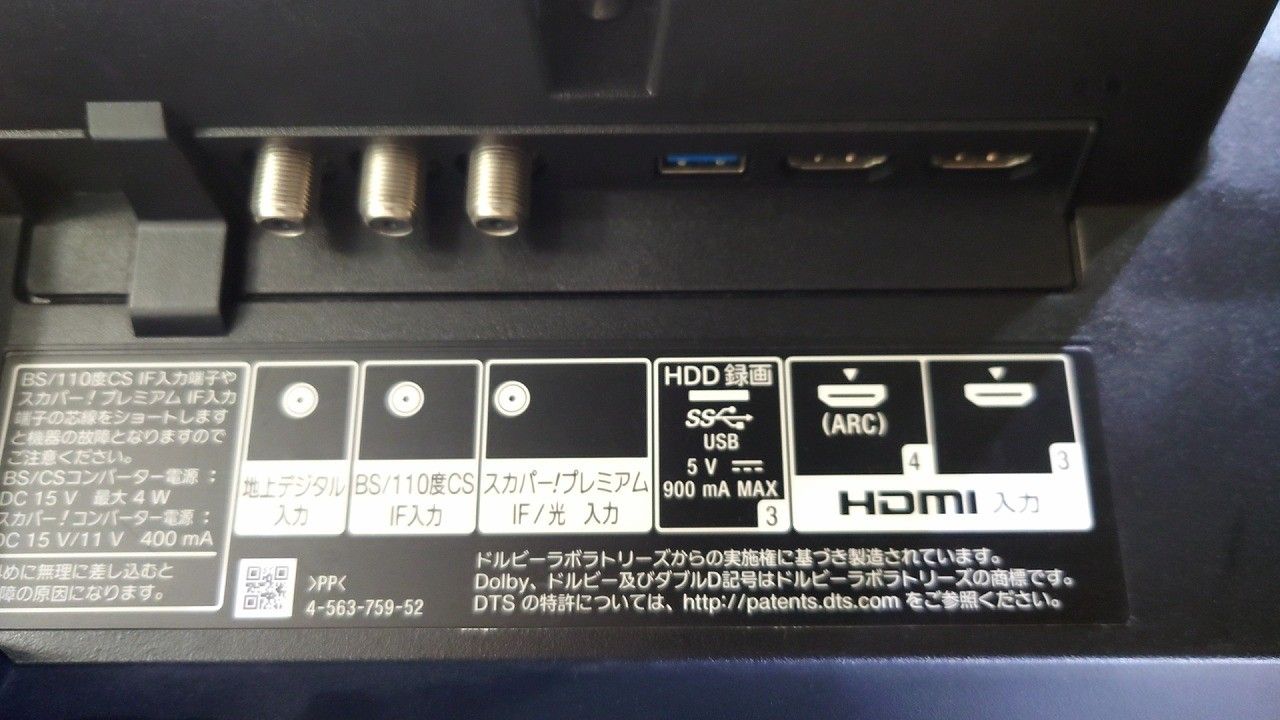 BS/110度CS IF入力端子や
スカパー!プレミアム IF入力
端子の芯線をショートします
と機器の故障となりますので
ご注意ください。
BS/CSコンバーター電源：
DC 15 V 最大 4 W
スカパー!コンバーター電源：
DC 15 V/11 V 400 mA
めに無理に差し込むと
障の原因になります。
地上デジタル
入力
BS/110度CS
IF入力
スカパー!プレミアム
IF/光 入力
HDD 録画
SS
USB
5 V
900 mA MAX
3
(ARC)
4
3
HDMI 入力
>PP<
4-563-759-52
ドルビーラボラトリーズからの実施権に基づき製造されています。
Dolby、ドルビー及びダブルD記号はドルビーラボラトリーズの商標です。
DTS の特許については、http://patents.dts.com をご参照ください。